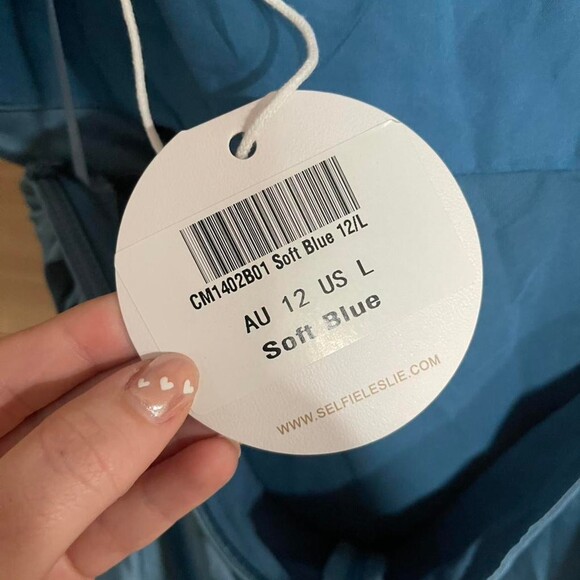 CM1402B01 Soft Blue 12/L
AU 12 US L
Soft Blue
WWW.SELFIELESLIE.COM